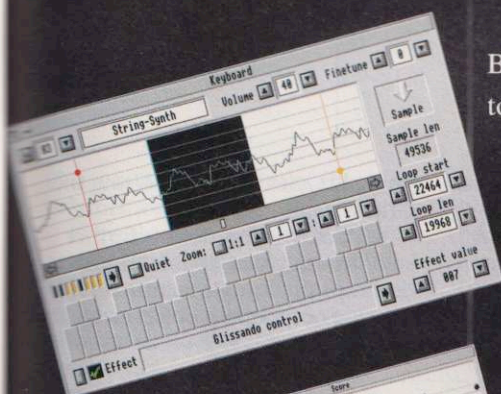 Keyboard
String-Synth
Volume 40 Finetune 0
Sample
Sample len
49536
Loop start
22464
Loop len
19968
Quiet Zoom: 1:1 1 : 1
Effect value
007
Effect
Glissando control
Score
B
to